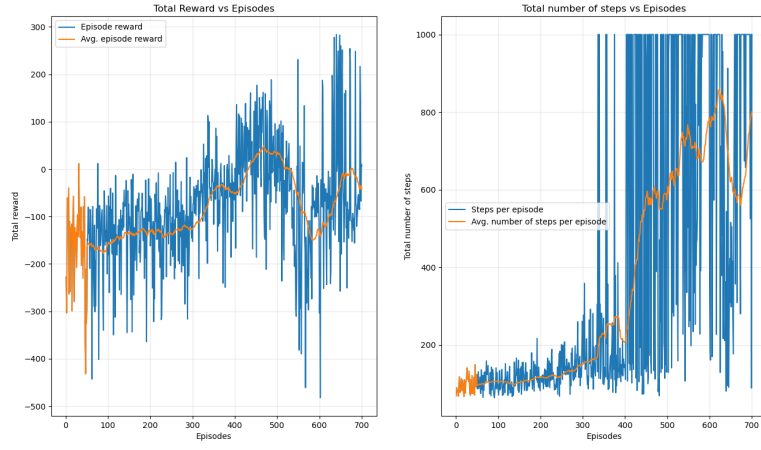 Total Reward vs Episodes
Episode reward
Avg. episode reward
300
200
100
0
−100
−200
−300
−400
−500
Total reward
0 100 200 300 400 500 600 700
Episodes
Total number of steps vs Episodes
1000
800
600
400
200
Total number of steps
Steps per episode
Avg. number of steps per episode
0 100 200 300 400 500 600 700
Episodes